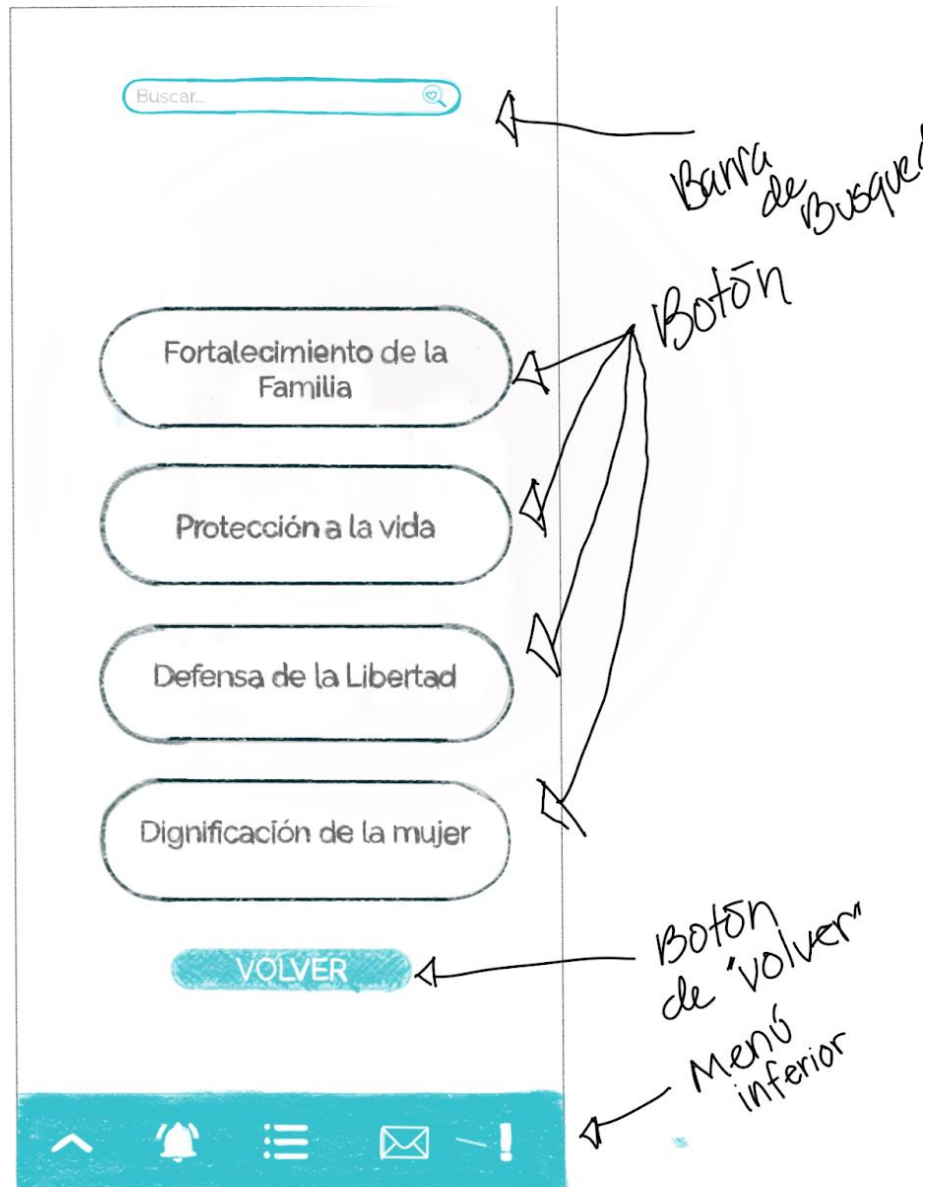 Buscar...
Barra
de
Busque
Botón
Fortalecimiento de la
Familia
Protección a la vida
Defensa de la Libertad
Dignificación de la mujer
VOLVER
Botón
de "volver"
Menú
inferior